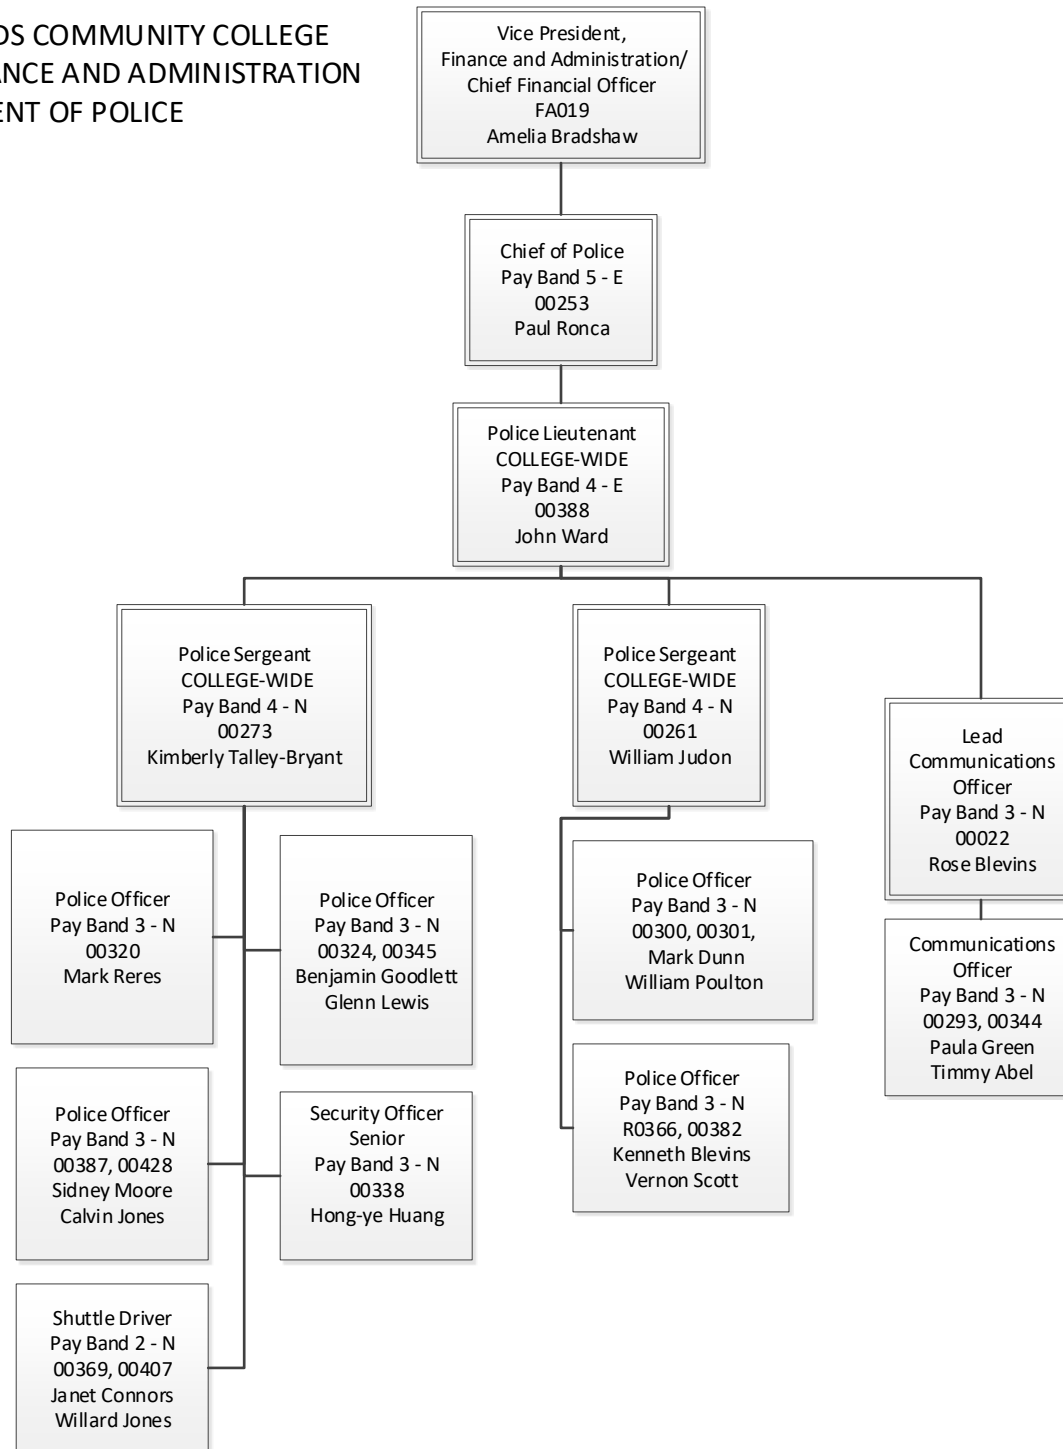 DS COMMUNITY COLLEGE
ANCE AND ADMINISTRATION
ENT OF POLICE
Vice President,
Finance and Administration/
Chief Financial Officer
FA019
Amelia Bradshaw
Chief of Police
Pay Band 5 - E
00253
Paul Ronca
Police Lieutenant
COLLEGE-WIDE
Pay Band 4 - E
00388
John Ward
Police Sergeant
COLLEGE-WIDE
Pay Band 4 - N
00273
Kimberly Talley-Bryant
Police Sergeant
COLLEGE-WIDE
Pay Band 4 - N
00261
William Judon
Lead
Communications
Officer
Pay Band 3 - N
00022
Rose Blevins
Police Officer
Pay Band 3 - N
00320
Mark Reres
Police Officer
Pay Band 3 - N
00324, 00345
Benjamin Goodlett
Glenn Lewis
Police Officer
Pay Band 3 - N
00300, 00301,
Mark Dunn
William Poulton
Communications
Officer
Pay Band 3 - N
00293, 00344
Paula Green
Timmy Abel
Police Officer
Pay Band 3 - N
00387, 00428
Sidney Moore
Calvin Jones
Security Officer
Senior
Pay Band 3 - N
00338
Hong-ye Huang
Police Officer
Pay Band 3 - N
R0366, 00382
Kenneth Blevins
Vernon Scott
Shuttle Driver
Pay Band 2 - N
00369, 00407
Janet Connors
Willard Jones